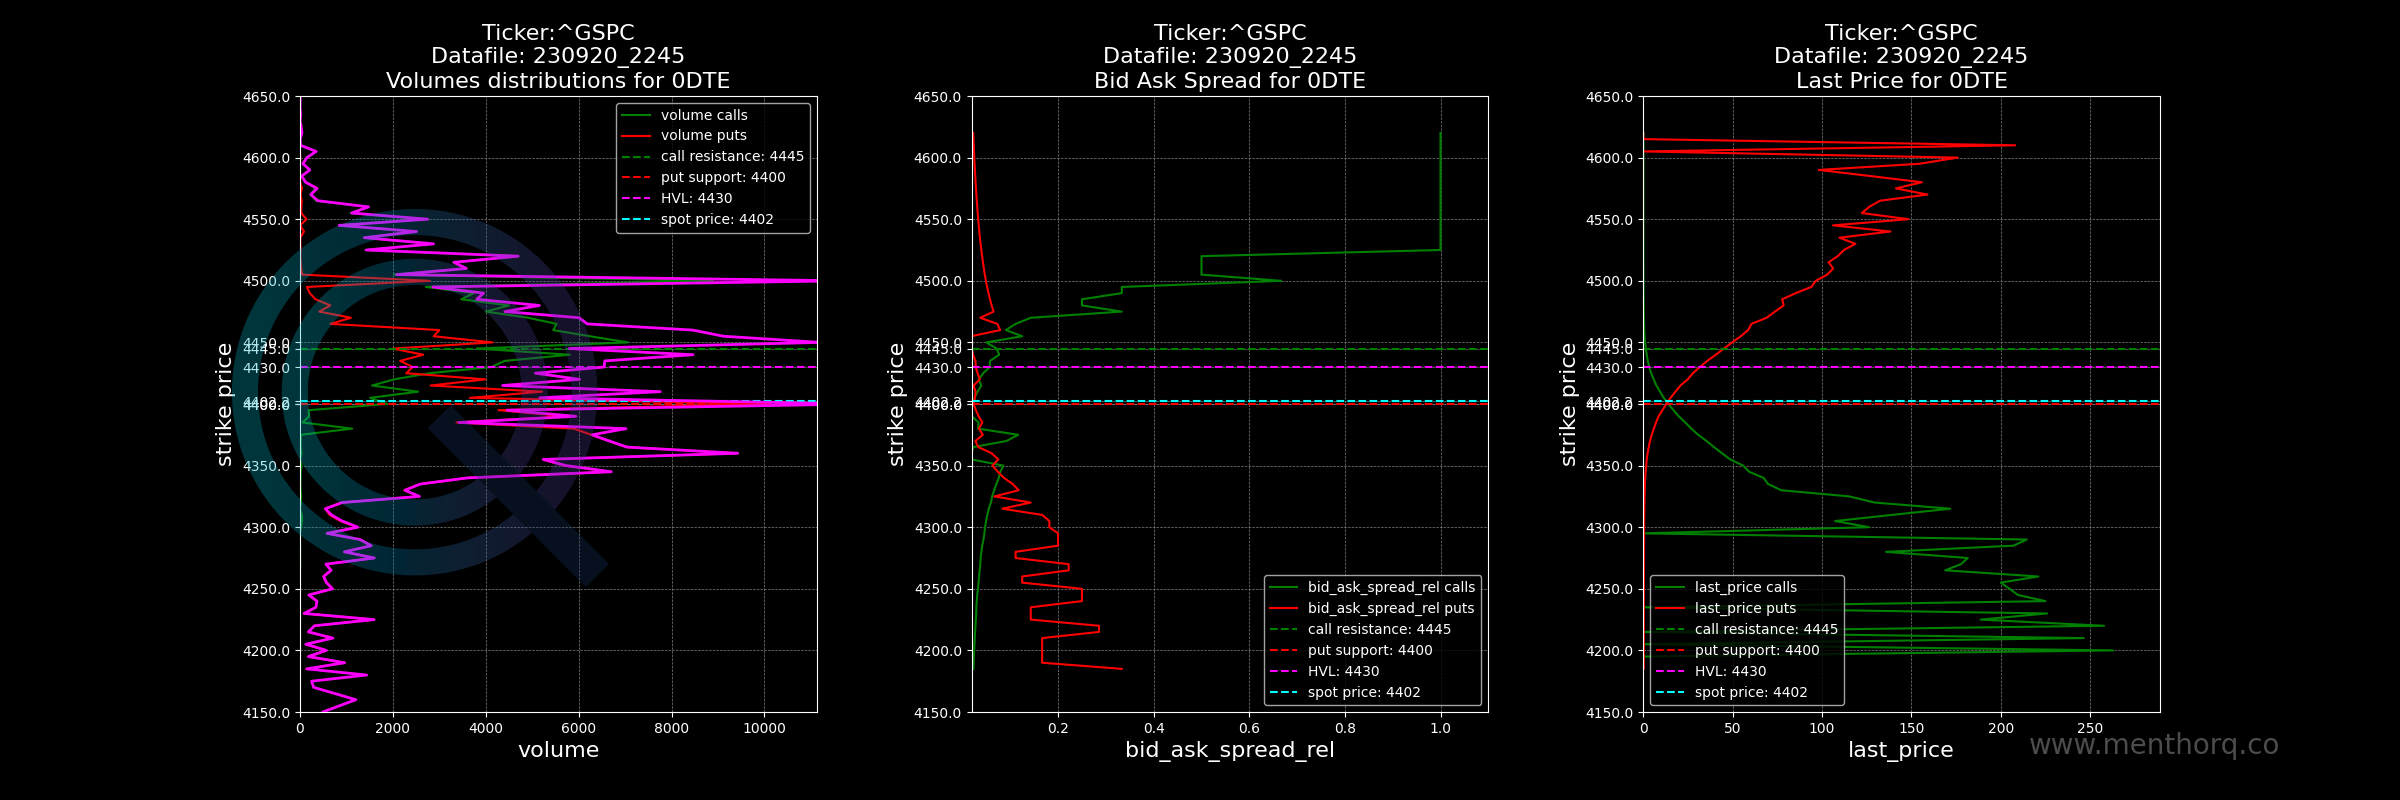 Ticker:^GSPC
Datafile: 230920_2245
Volumes distributions for 0DTE
4650.0
4600.0
4550.0
4500.0
4450.0
4445.0
4430.0
4402.2
4400.0
4350.0
4300.0
4250.0
4200.0
4150.0
strike price
volume calls
volume puts
call resistance: 4445
put support: 4400
HVL: 4430
spot price: 4402
0 2000 4000 6000 8000 10000
volume
Ticker:^GSPC
Datafile: 230920_2245
Bid Ask Spread for 0DTE
4650.0
4600.0
4550.0
4500.0
4450.0
4445.0
4430.0
4402.2
4400.0
4350.0
4300.0
4250.0
4200.0
4150.0
strike price
bid_ask_spread_rel calls
bid_ask_spread_rel puts
call resistance: 4445
put support: 4400
HVL: 4430
spot price: 4402
0.2 0.4 0.6 0.8 1.0
bid_ask_spread_rel
Ticker:^GSPC
Datafile: 230920_2245
Last Price for 0DTE
4650.0
4600.0
4550.0
4500.0
4450.0
4445.0
4430.0
4402.2
4400.0
4350.0
4300.0
4250.0
4200.0
4150.0
strike price
last_price calls
last_price puts
call resistance: 4445
put support: 4400
HVL: 4430
spot price: 4402
0 50 100 150 200 250
last_price
www.menthorq.co